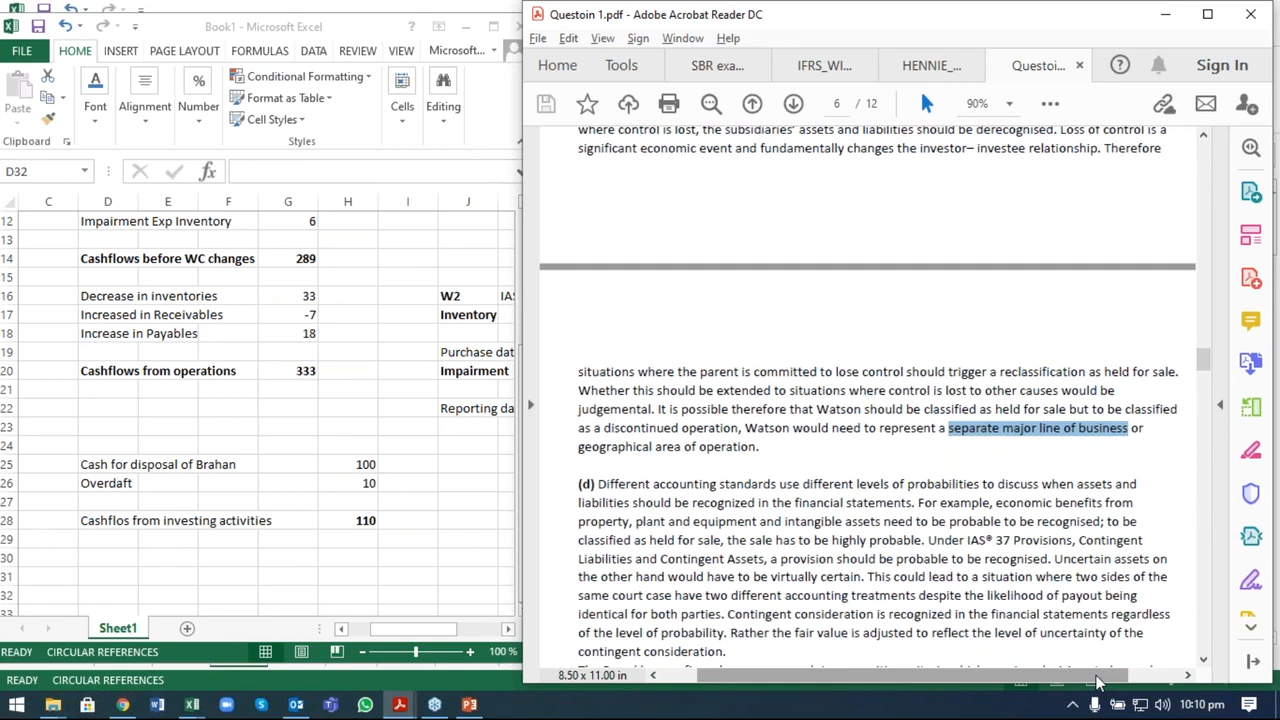 Book1 - Microsoft Excel
FILE HOME INSERT PAGE LAYOUT FORMULAS DATA REVIEW VIEW Microsoft...
Paste
Font
Alignment
Number
Conditional Formatting
Format as Table
Cell Styles
Cells
Editing
Clipboard
Styles
D32
fx
C D E F G H I J
12 Impairment Exp Inventory 6
13
14 Cashflows before WC changes 289
15
16 Decrease in inventories 33 W2 IAS
17 Increased in Receivables -7 Inventory
18 Increase in Payables 18
19 Purchase dat
20 Cashflows from operations 333 Impairment
21
22 Reporting da
23
24
25 Cash for disposal of Brahan 100
26 Overdaft 10
27
28 Cashflos from investing activities 110
29
30
31
32
33
Sheet1
READY CIRCULAR REFERENCES 100 %
READY CIRCULAR REFERENCES
Questoin 1.pdf - Adobe Acrobat Reader DC
File Edit View Sign Window Help
Home Tools SBR exa... IFRS_WI... HENNIE_... Questoi... Sign In
6 / 12 90%
where control is lost, the subsidiaries' assets and liabilities should be derecognised. Loss of control is a
significant economic event and fundamentally changes the investor– investee relationship. Therefore
situations where the parent is committed to lose control should trigger a reclassification as held for sale.
Whether this should be extended to situations where control is lost to other causes would be
judgemental. It is possible therefore that Watson should be classified as held for sale but to be classified
as a discontinued operation, Watson would need to represent a separate major line of business or
geographical area of operation.
(d) Different accounting standards use different levels of probabilities to discuss when assets and
liabilities should be recognized in the financial statements. For example, economic benefits from
property, plant and equipment and intangible assets need to be probable to be recognised; to be
classified as held for sale, the sale has to be highly probable. Under IAS® 37 Provisions, Contingent
Liabilities and Contingent Assets, a provision should be probable to be recognised. Uncertain assets on
the other hand would have to be virtually certain. This could lead to a situation where two sides of the
same court case have two different accounting treatments despite the likelihood of payout being
identical for both parties. Contingent consideration is recognized in the financial statements regardless
of the level of probability. Rather the fair value is adjusted to reflect the level of uncertainty of the
contingent consideration.
8.50 x 11.00 in
10:10 pm